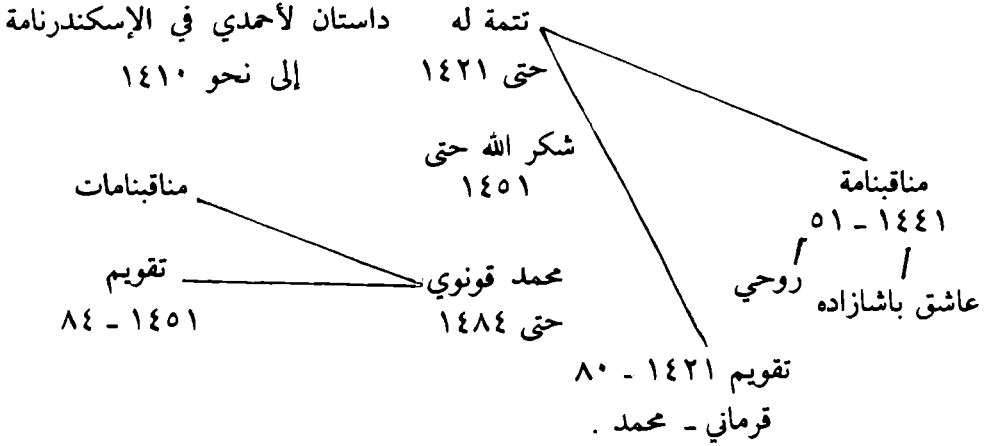 تتمة له داستان لأحمدي في الإسكندرنامة
حتى ١٤٢١ إلى نحو ١٤١٠
شكر الله حتى
١٤٥١
مناقبنامة
١٤٤١ - ٥١
عاشق باشازاده
روحي
مناقبنامات
محمد قونوي
حتى ١٤٨٤
تقويم
١٤٥١ - ٨٤
تقويم ١٤٢١ - ٨٠
قرماني - محمد .